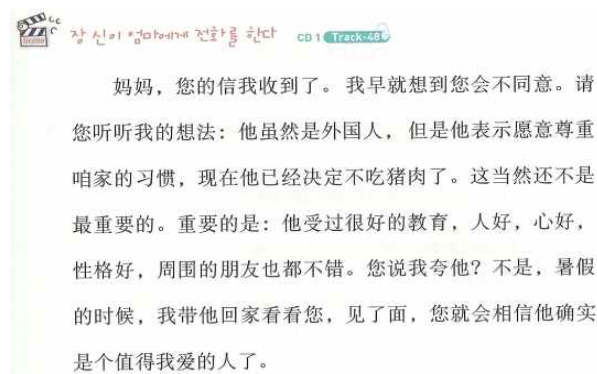 Scene
장 신이 엄마에게 전화를 한다 CD 1 Track-48
妈妈，您的信我收到了。我早就想到您会不同意。请
您听听我的想法：他虽然是外国人，但是他表示愿意尊重
咱家的习惯，现在他已经决定不吃猪肉了。这当然还不是
最重要的。重要的是：他受过很好的教育，人好，心好，
性格好，周围的朋友也都不错。您说我夸他？不是，暑假
的时候，我带他回家看看您，见了面，您就会相信他确实
是个值得我爱的人了。